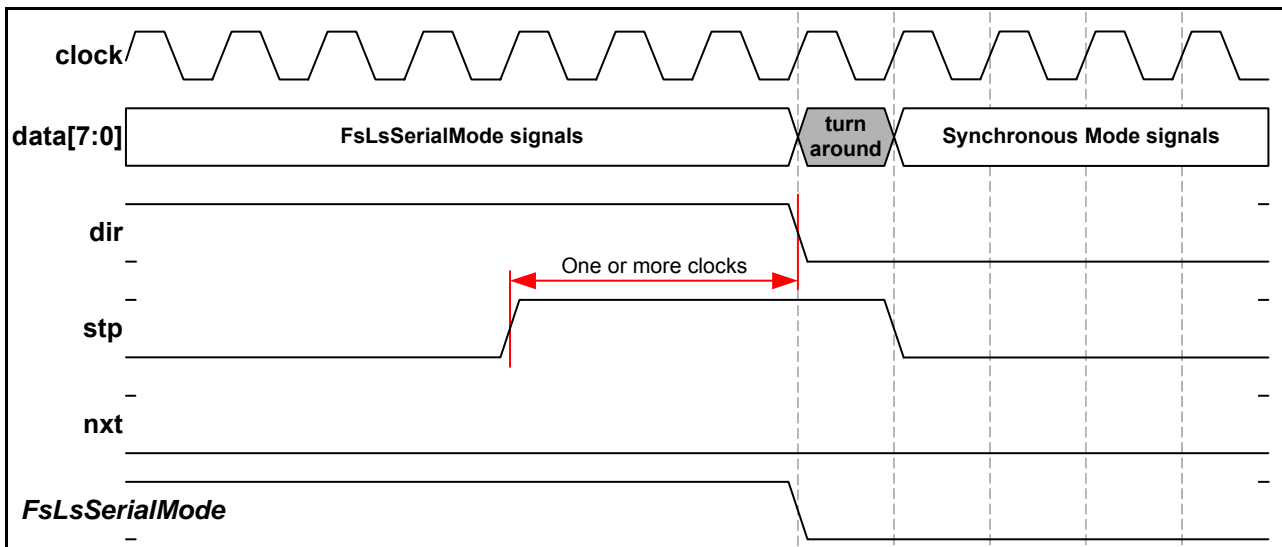 clock
data[7:0]
FsLsSerialMode signals
turn
around
Synchronous Mode signals
dir
One or more clocks
stp
nxt
FsLsSerialMode